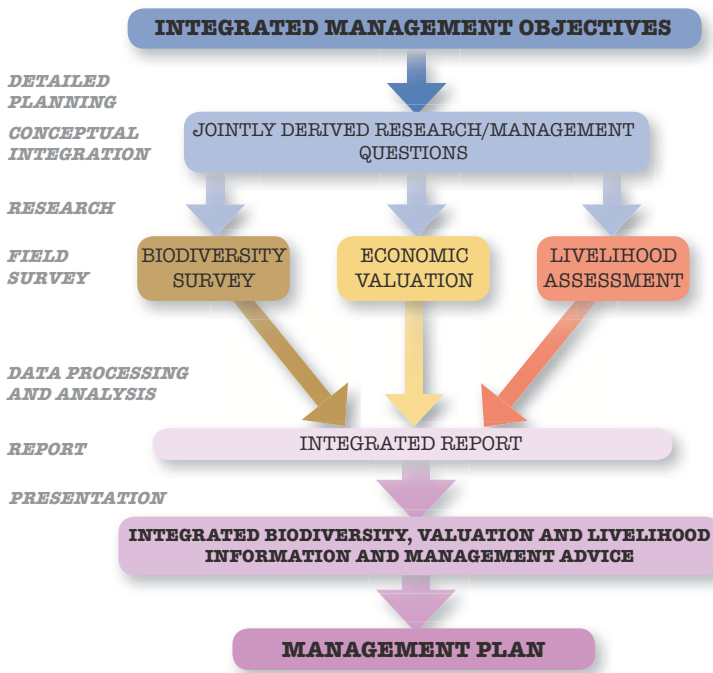 INTEGRATED MANAGEMENT OBJECTIVES
DETAILED
PLANNING
CONCEPTUAL
INTEGRATION
JOINTLY DERIVED RESEARCH/MANAGEMENT
QUESTIONS
RESEARCH
FIELD
SURVEY
BIODIVERSITY
SURVEY
ECONOMIC
VALUATION
LIVELIHOOD
ASSESSMENT
DATA PROCESSING
AND ANALYSIS
REPORT
INTEGRATED REPORT
PRESENTATION
INTEGRATED BIODIVERSITY, VALUATION AND LIVELIHOOD
INFORMATION AND MANAGEMENT ADVICE
MANAGEMENT PLAN